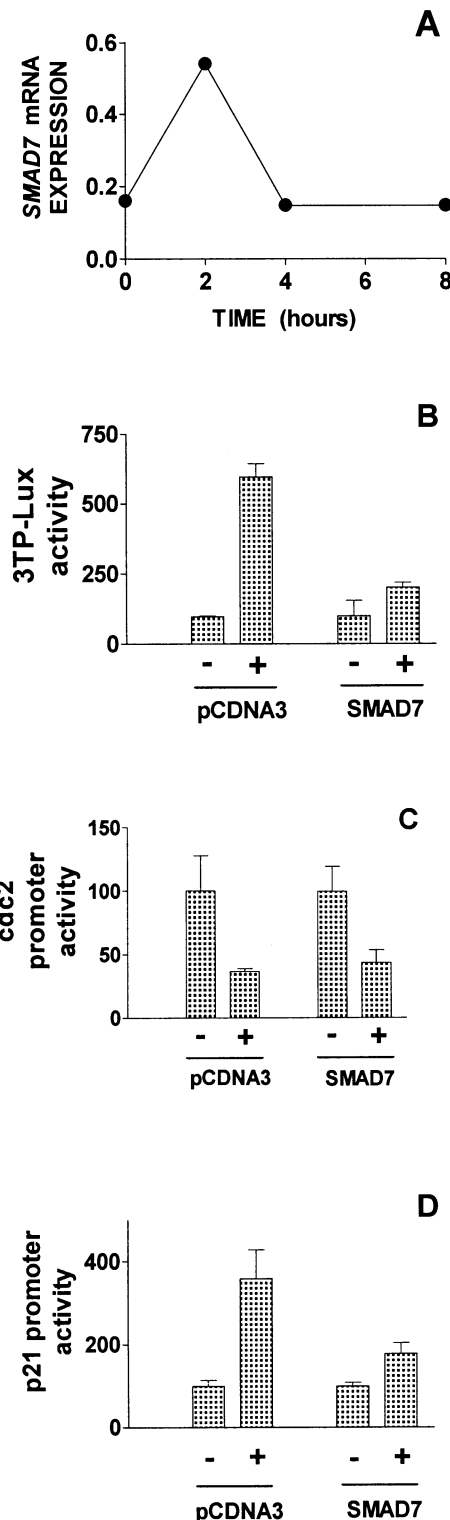 A
SMAD7 mRNA
EXPRESSION
0.6
0.4
0.2
0.0
0 2 4 6 8
TIME (hours)
B
3TP-Lux
activity
750
500
250
0
- + - +
pCDNA3 SMAD7
C
cdc2
promoter
activity
150
100
50
0
- + - +
pCDNA3 SMAD7
D
p21 promoter
activity
400
200
0
- + - +
pCDNA3 SMAD7